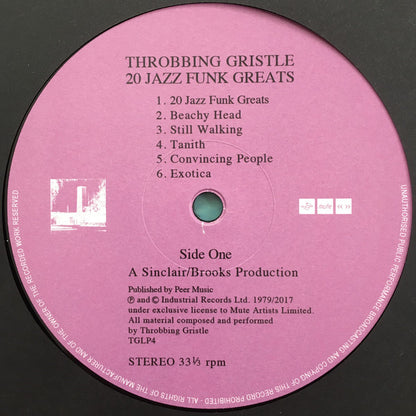 THROBBING GRISTLE
20 JAZZ FUNK GREATS
1. 20 Jazz Funk Greats
2. Beachy Head
3. Still Walking
4. Tanith
5. Convincing People
6. Exotica
mute
Side One
A Sinclair/Brooks Production
Published by Peer Music
℗ and © Industrial Records Ltd. 1979/2017
under exclusive license to Mute Artists Limited.
All material composed and performed
by Throbbing Gristle
TGLP4
STEREO 33⅓ rpm
UNAUTHORISED PUBLIC PERFORMANCE BROADCASTING AND COPYING OF THIS RECORD PROHIBITED - ALL RIGHTS OF THE MANUFACTURER AND OF THE OWNER OF THE RECORDED WORK RESERVED